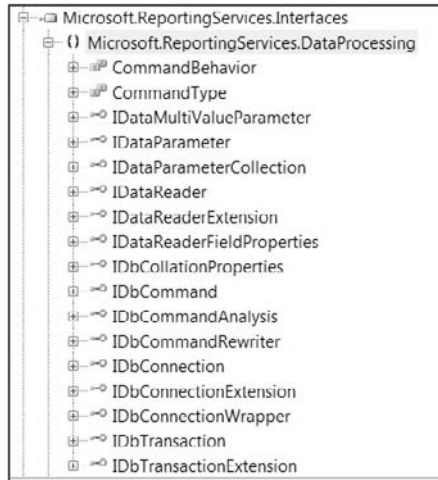 Microsoft.ReportingServices.Interfaces
{} Microsoft.ReportingServices.DataProcessing
CommandBehavior
CommandType
IDataMultiValueParameter
IDataParameter
IDataParameterCollection
IDataReader
IDataReaderExtension
IDataReaderFieldProperties
IDbCollationProperties
IDbCommand
IDbCommandAnalysis
IDbCommandRewriter
IDbConnection
IDbConnectionExtension
IDbConnectionWrapper
IDbTransaction
IDbTransactionExtension